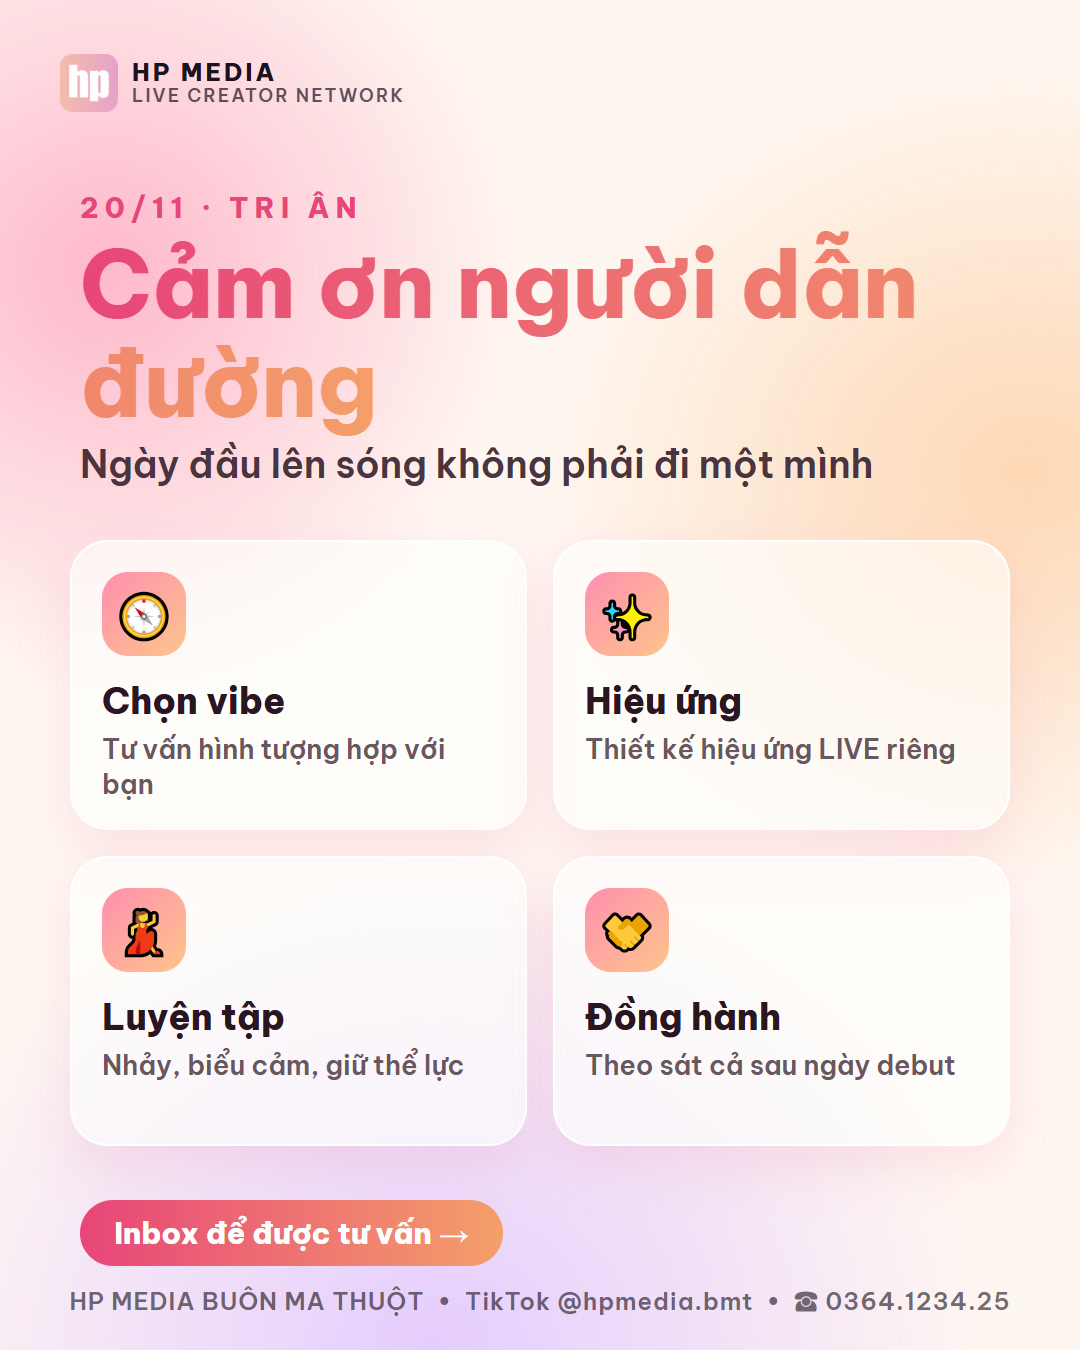 hp
HP MEDIA
LIVE CREATOR NETWORK
20/11 · TRI ÂN
Cảm ơn người dẫn
đường
Ngày đầu lên sóng không phải đi một mình
Chọn vibe
Tư vấn hình tượng hợp với
bạn
Hiệu ứng
Thiết kế hiệu ứng LIVE riêng
Luyện tập
Nhảy, biểu cảm, giữ thể lực
Đồng hành
Theo sát cả sau ngày debut
Inbox để được tư vấn →
HP MEDIA BUÔN MA THUỘT • TikTok @hpmedia.bmt • ☎ 0364.1234.25